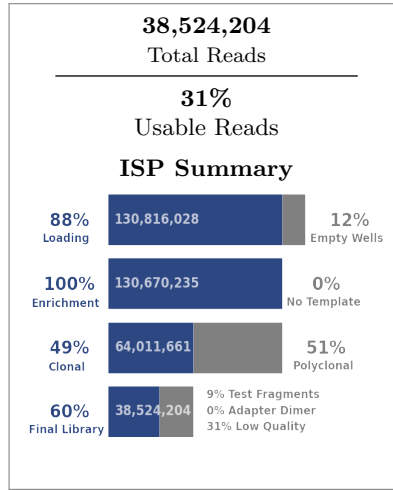 38,524,204
Total Reads
31%
Usable Reads
ISP Summary
88%
Loading
130,816,028
12%
Empty Wells
100%
Enrichment
130,670,235
0%
No Template
49%
Clonal
64,011,661
51%
Polyclonal
60%
Final Library
38,524,204
9% Test Fragments
0% Adapter Dimer
31% Low Quality